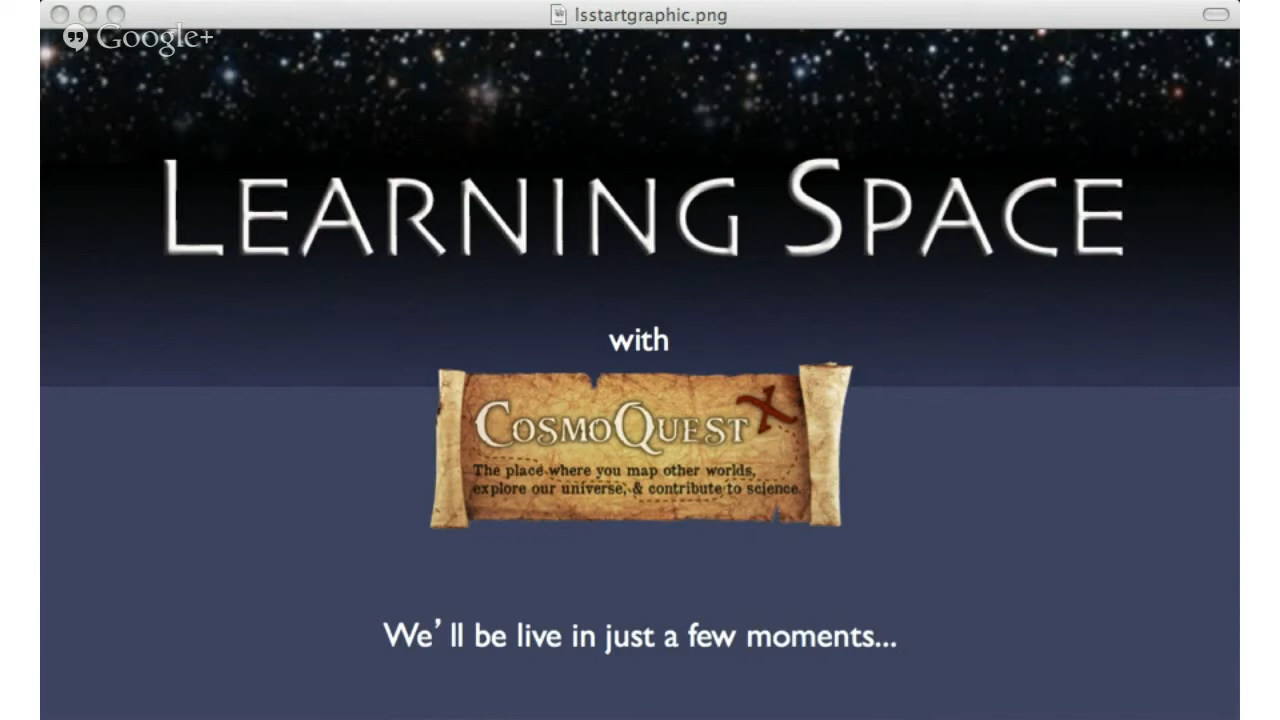 lsstartgraphic.png
Google+
LEARNING SPACE
with
COSMOQUEST
The place where you map other worlds,
explore our universe, & contribute to science.
We'll be live in just a few moments...